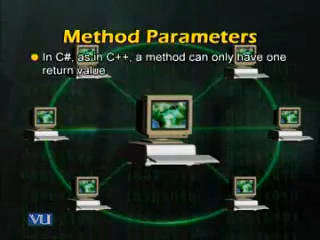 Method Parameters
In C#, as in C++, a method can only have one
return value
VU